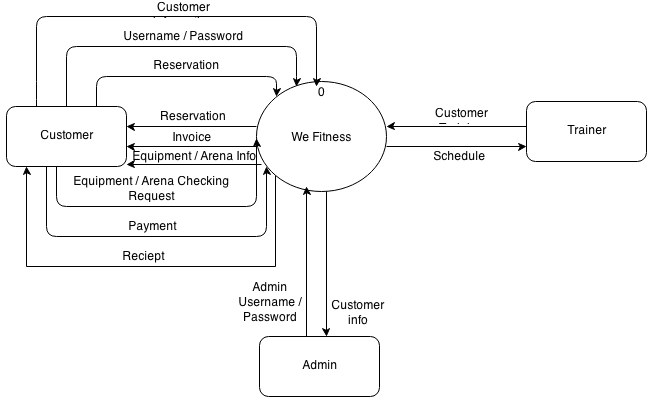 Customer
Username / Password
Reservation
0
Reservation
Customer
Customer
Invoice
We Fitness
Trainer
Equipment / Arena Info
Schedule
Equipment / Arena Checking
Request
Payment
Reciept
Admin
Username /
Password
Customer
info
Admin